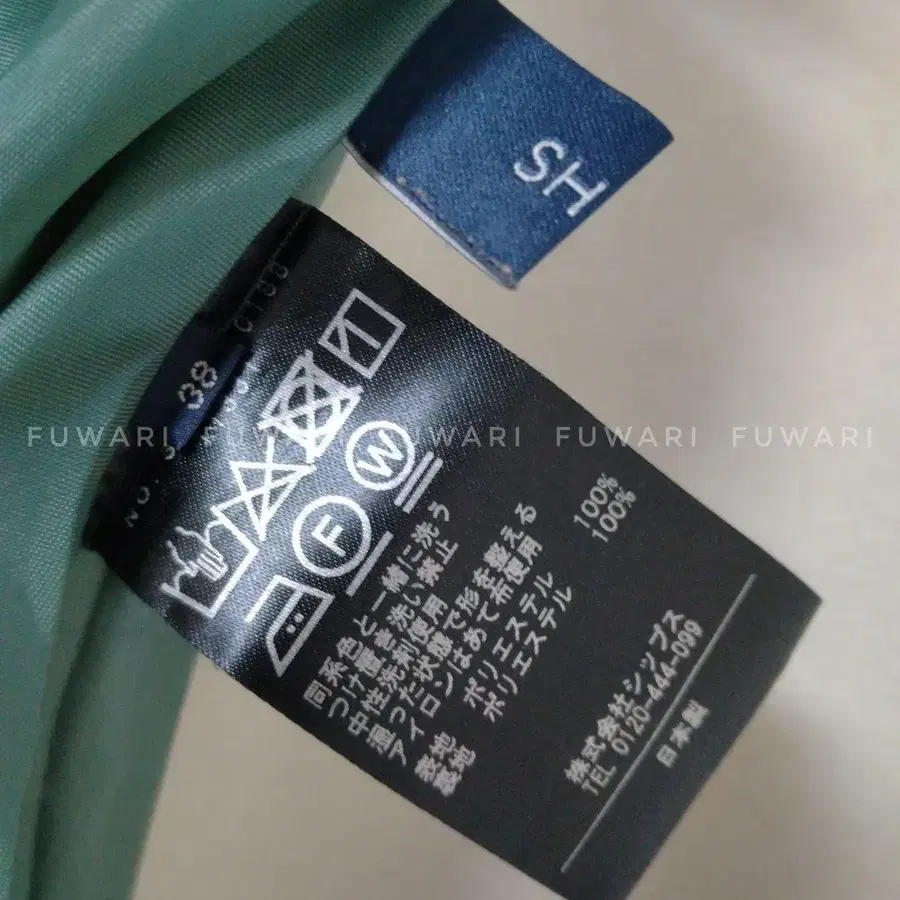 SH
0188
38
W
F
同系色と一緒に洗う
つけ置き洗い禁止
中性洗剤使用
湿った状態で形を整える
アイロンはあて布使用
表地 ポリエステル 100%
裏地 ポリエステル 100%
株式会社シップス
TEL 0120-444-099
日本製
FUWARI FUWARI FUWARI FUWARI FUWARI